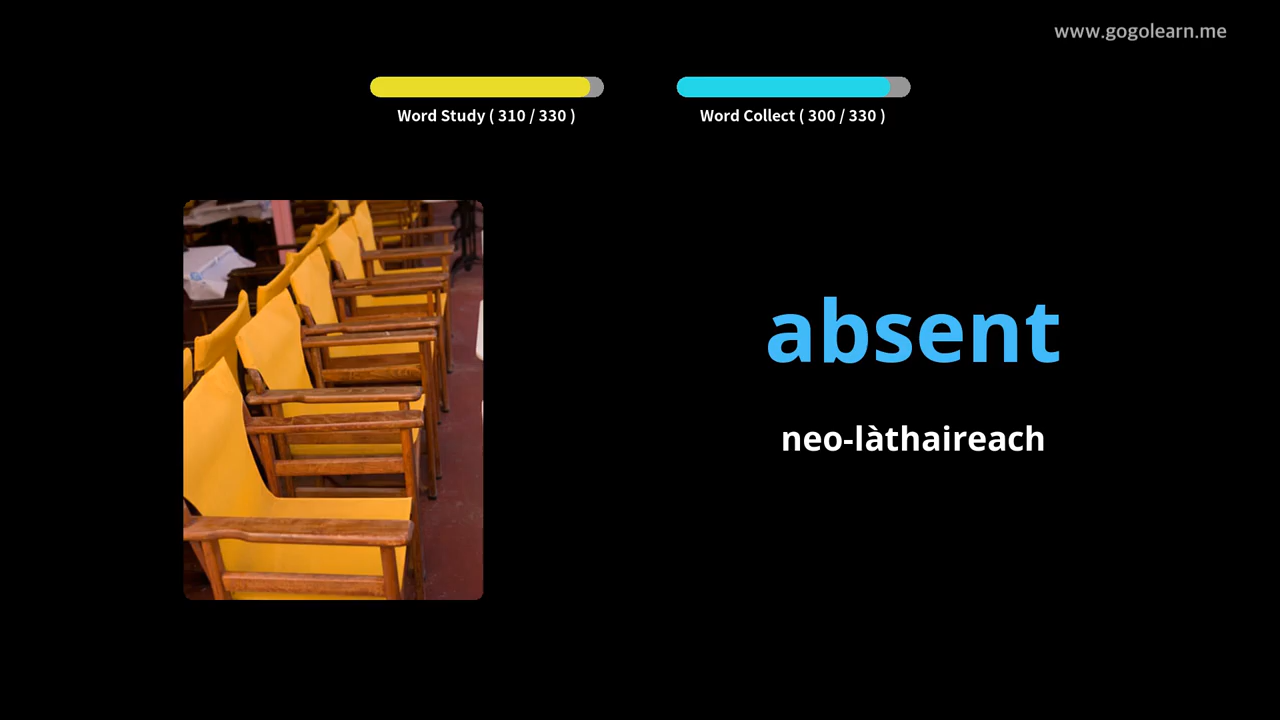 www.gogolearn.me
Word Study ( 310 / 330 )
Word Collect ( 300 / 330 )
absent
neo-làthaireach